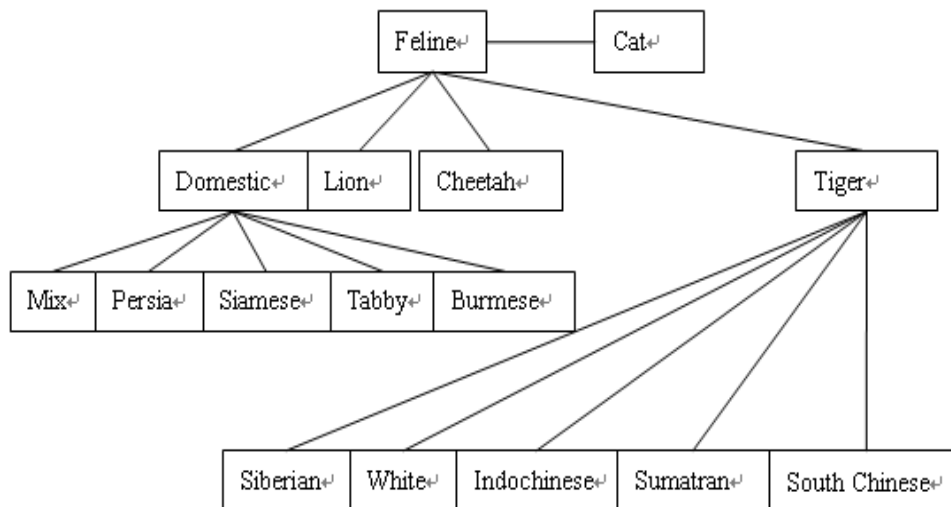 Feline↵ Cat↵
Domestic↵ Lion↵ Cheetah↵ Tiger↵
Mix↵ Persia↵ Siamese↵ Tabby↵ Burmese↵
Siberian↵ White↵ Indochinese↵ Sumatran↵ South Chinese↵